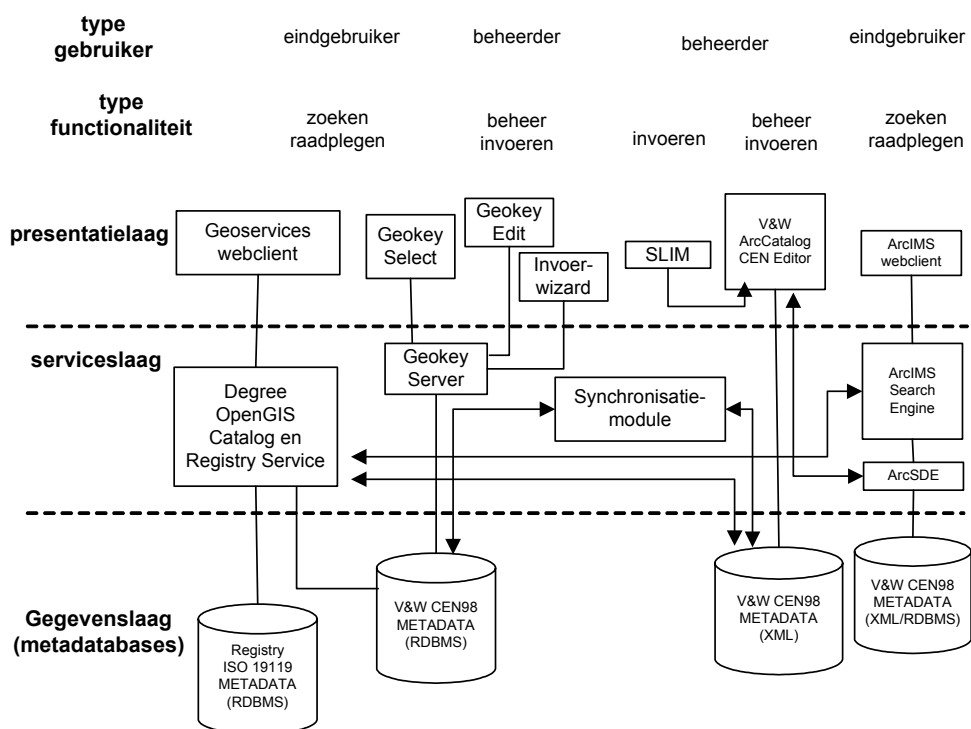 type
gebruiker
eindgebruiker
beheerder
beheerder
eindgebruiker
type
functionaliteit
zoeken
raadplegen
beheer
invoeren
invoeren
beheer
invoeren
zoeken
raadplegen
presentatielaag
Geoservices
webclient
Geokey
Select
Geokey
Edit
Invoer-
wizard
SLIM
V&W
ArcCatalog
CEN Editor
ArcIMS
webclient
serviceslaag
Degree
OpenGIS
Catalog en
Registry Service
Geokey
Server
Synchronisatie-
module
ArcIMS
Search
Engine
ArcSDE
Gegevenslaag
(metadatabases)
Registry
ISO 19119
METADATA
(RDBMS)
V&W CEN98
METADATA
(RDBMS)
V&W CEN98
METADATA
(XML)
V&W CEN98
METADATA
(XML/RDBMS)